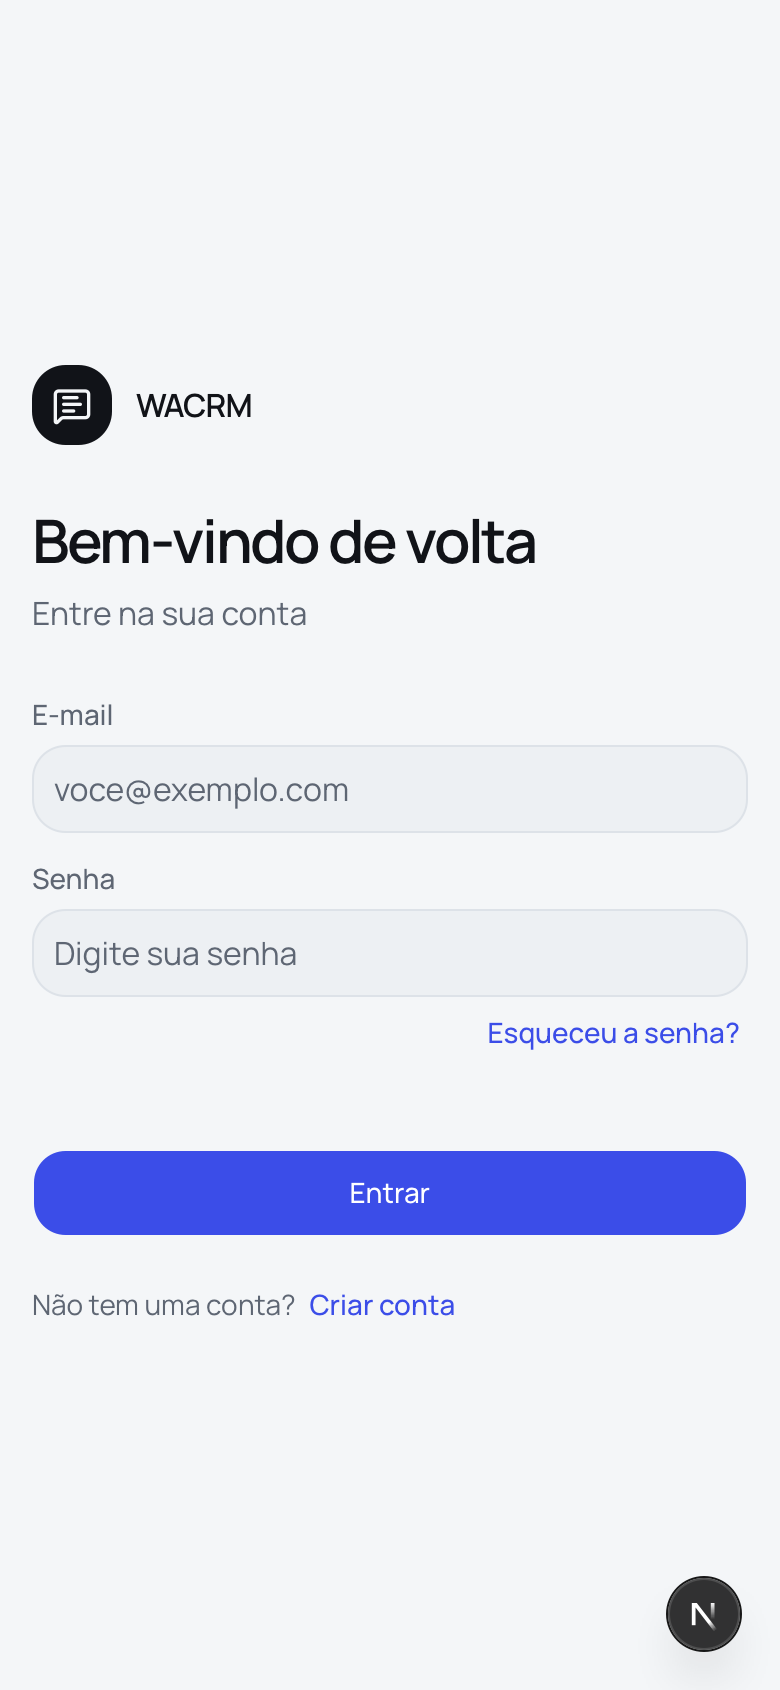 WACRM
Bem-vindo de volta
Entre na sua conta
E-mail
voce@exemplo.com
Senha
Digite sua senha
Esqueceu a senha?
Entrar
Não tem uma conta? Criar conta
N